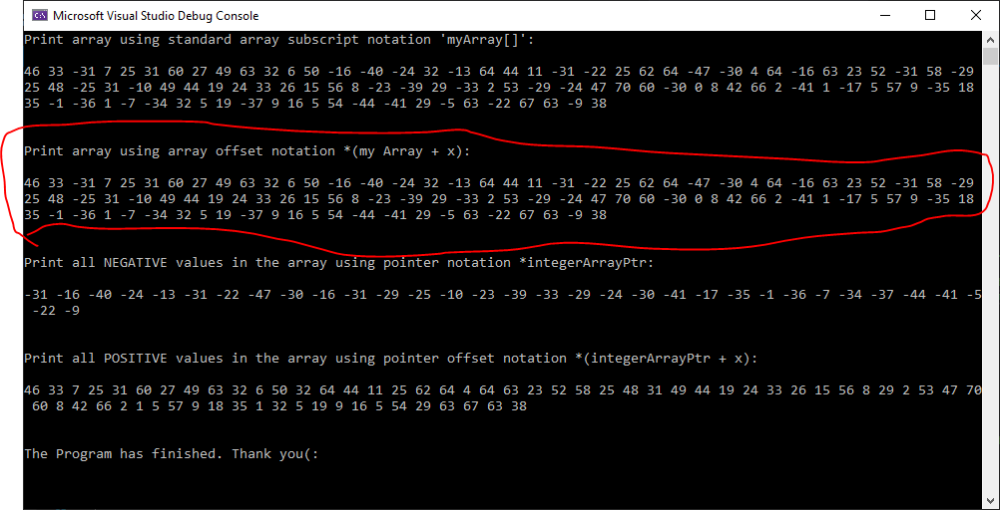 Microsoft Visual Studio Debug Console
Print array using standard array subscript notation 'myArray[]':
46 33 -31 7 25 31 60 27 49 63 32 6 50 -16 -40 -24 32 -13 64 44 11 -31 -22 25 62 64 -47 -30 4 64 -16 63 23 52 -31 58 -29
25 48 -25 31 -10 49 44 19 24 33 26 15 56 8 -23 -39 29 -33 2 53 -29 -24 47 70 60 -30 0 8 42 66 2 -41 1 -17 5 57 9 -35 18
35 -1 -36 1 -7 -34 32 5 19 -37 9 16 5 54 -44 -41 29 -5 63 -22 67 63 -9 38
Print array using array offset notation *(my Array + x):
46 33 -31 7 25 31 60 27 49 63 32 6 50 -16 -40 -24 32 -13 64 44 11 -31 -22 25 62 64 -47 -30 4 64 -16 63 23 52 -31 58 -29
25 48 -25 31 -10 49 44 19 24 33 26 15 56 8 -23 -39 29 -33 2 53 -29 -24 47 70 60 -30 0 8 42 66 2 -41 1 -17 5 57 9 -35 18
35 -1 -36 1 -7 -34 32 5 19 -37 9 16 5 54 -44 -41 29 -5 63 -22 67 63 -9 38
Print all NEGATIVE values in the array using pointer notation *integerArrayPtr:
-31 -16 -40 -24 -13 -31 -22 -47 -30 -16 -31 -29 -25 -10 -23 -39 -33 -29 -24 -30 -41 -17 -35 -1 -36 -7 -34 -37 -44 -41 -5
-22 -9
Print all POSITIVE values in the array using pointer offset notation *(integerArrayPtr + x):
46 33 7 25 31 60 27 49 63 32 6 50 32 64 44 11 25 62 64 4 64 63 23 52 58 25 48 31 49 44 19 24 33 26 15 56 8 29 2 53 47 70
60 8 42 66 2 1 5 57 9 18 35 1 32 5 19 9 16 5 54 29 63 67 63 38
The Program has finished. Thank you(: